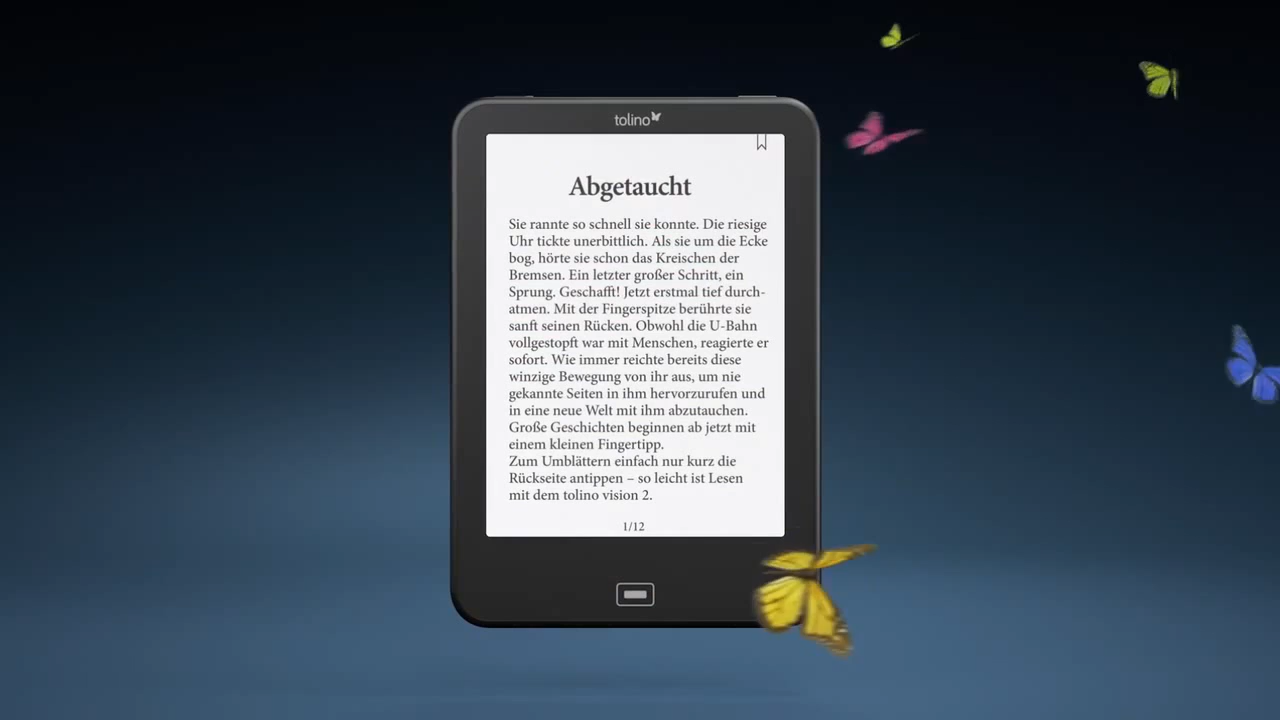 tolino
Abgetaucht
Sie rannte so schnell sie konnte. Die riesige
Uhr tickte unerbittlich. Als sie um die Ecke
bog, hörte sie schon das Kreischen der
Bremsen. Ein letzter großer Schritt, ein
Sprung. Geschafft! Jetzt erstmal tief durch-
atmen. Mit der Fingerspitze berührte sie
sanft seinen Rücken. Obwohl die U-Bahn
vollgestopft war mit Menschen, reagierte er
sofort. Wie immer reichte bereits diese
winzige Bewegung von ihr aus, um nie
gekannte Seiten in ihm hervorzurufen und
in eine neue Welt mit ihm abzutauchen.
Große Geschichten beginnen ab jetzt mit
einem kleinen Fingertipp.
Zum Umblättern einfach nur kurz die
Rückseite antippen – so leicht ist Lesen
mit dem tolino vision 2.
1/12